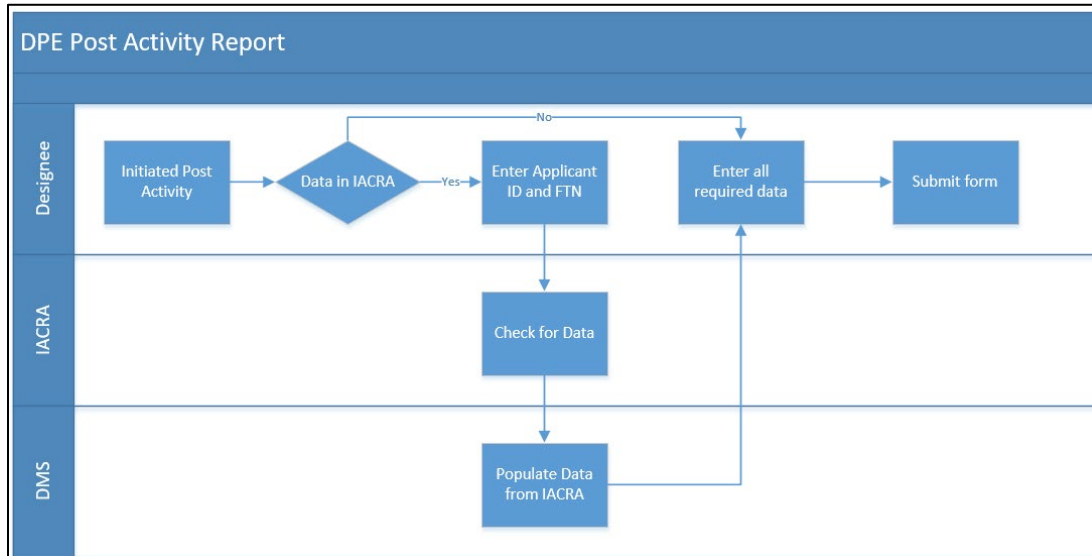 DPE Post Activity Report
Designee
Initiated Post
Activity
Data in IACRA
No
Yes
Enter Applicant
ID and FTN
Enter all
required data
Submit form
IACRA
Check for Data
DMS
Populate Data
from IACRA